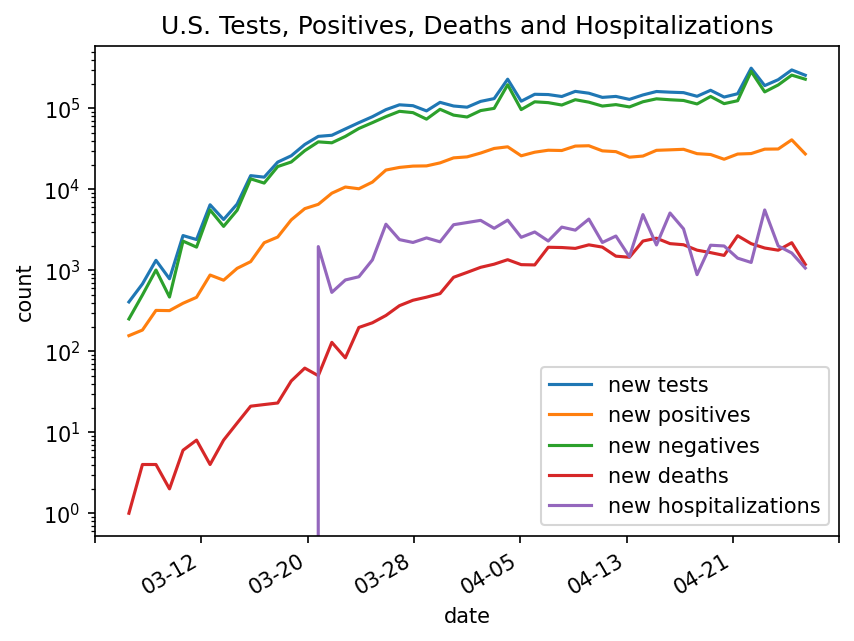 U.S. Tests, Positives, Deaths and Hospitalizations
count
10⁵
10⁴
10³
10²
10¹
10⁰
new tests
new positives
new negatives
new deaths
new hospitalizations
03-12
03-20
03-28
04-05
04-13
04-21
date